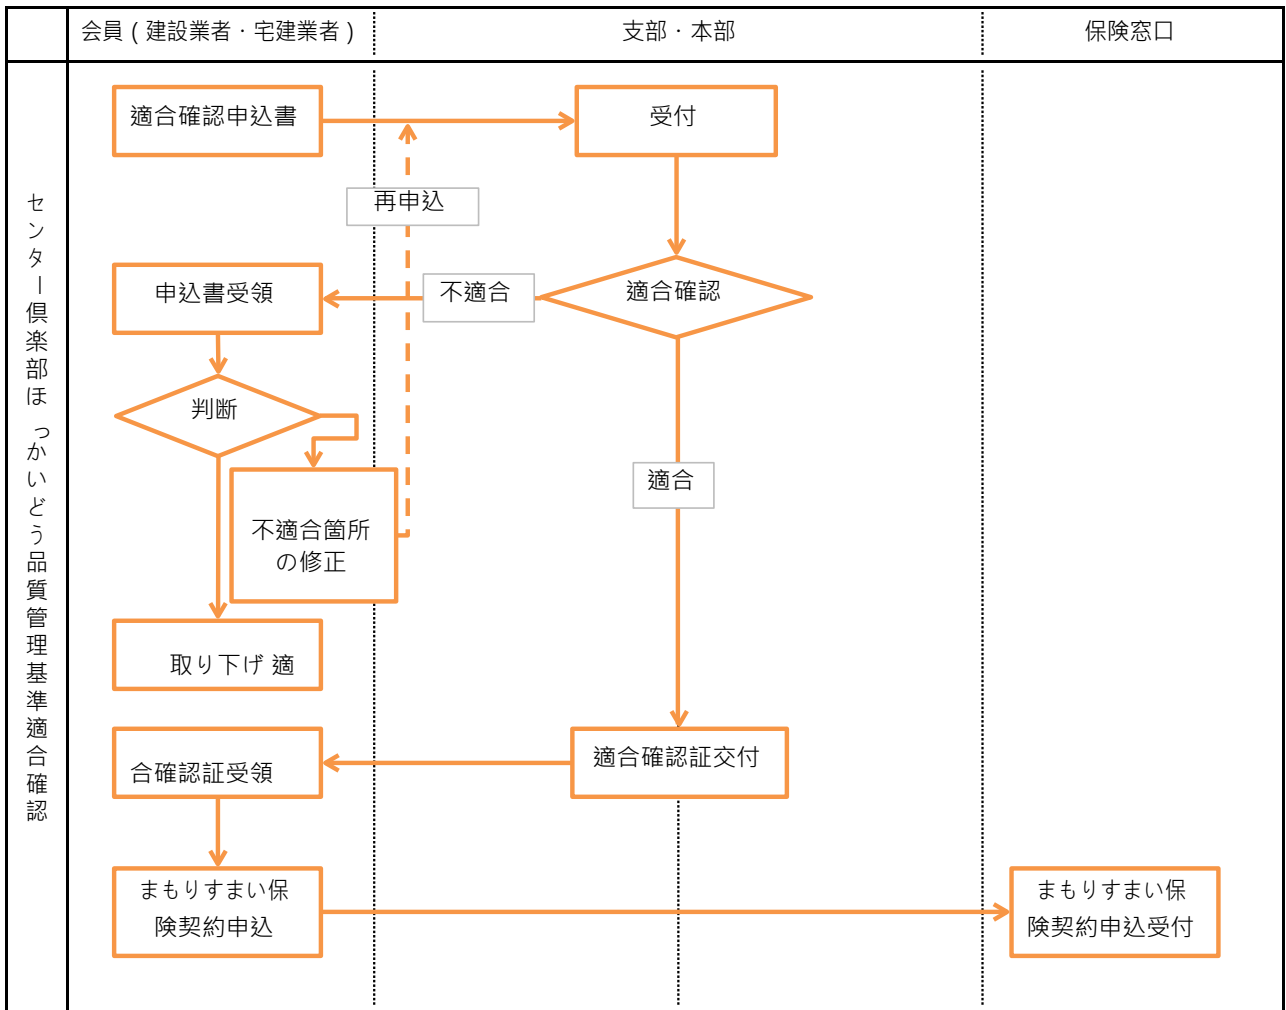 会員(建設業者・宅建業者)
支部・本部
保険窓口
センター倶楽部ほっかいどう品質管理基準適合確認
適合確認申込書
受付
再申込
申込書受領
不適合
適合確認
判断
適合
不適合箇所
の修正
取り下げ 適
適合確認証交付
合確認証受領
まもりすまい保
険契約申込
まもりすまい保
険契約申込受付